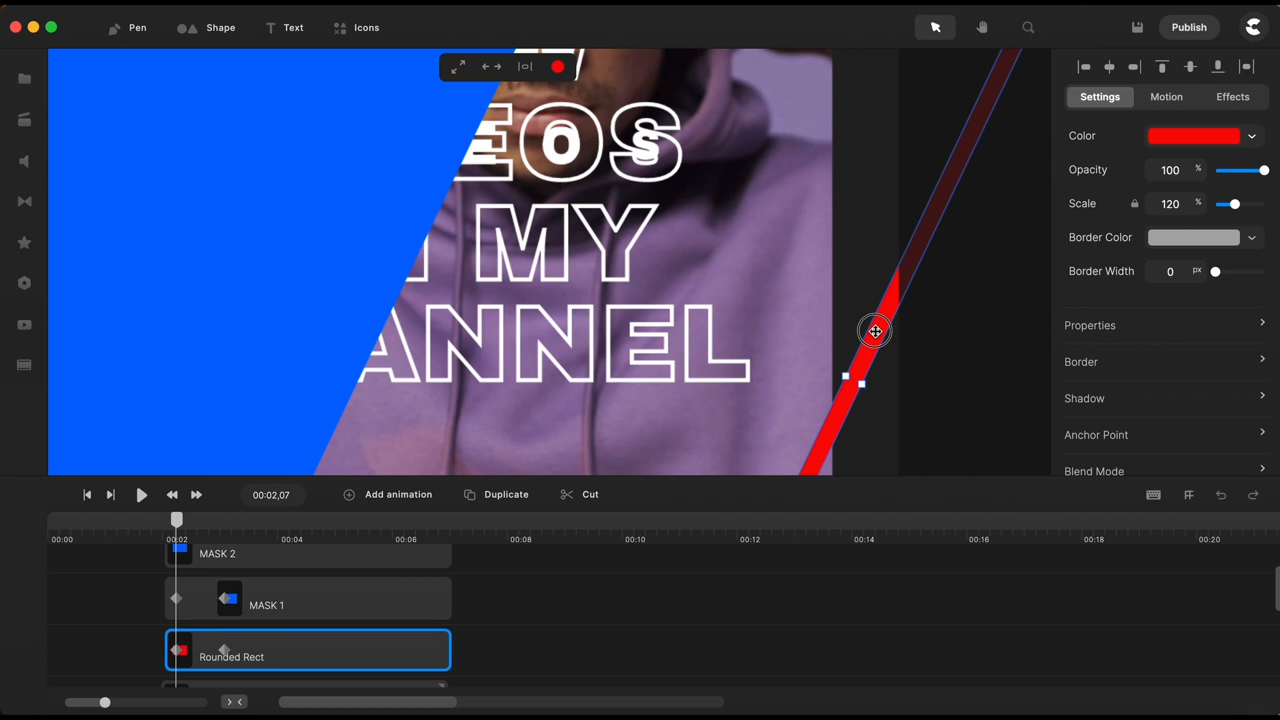 Pen
Shape
Text
Icons
Publish
EOS
MY
ANNEL
Settings
Motion
Effects
Color
Opacity
100 %
Scale
120 %
Border Color
Border Width
0 px
Properties
Border
Shadow
Anchor Point
Blend Mode
00:02,07
Add animation
Duplicate
Cut
00:00
00:02
00:04
00:06
00:08
00:10
00:12
00:14
00:16
00:18
00:20
MASK 2
MASK 1
Rounded Rect